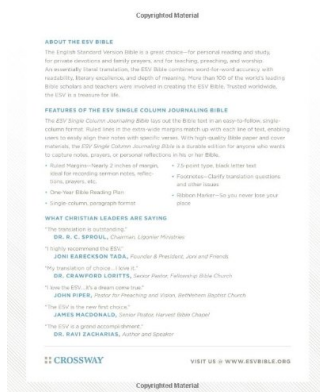 Copyrighted Material
ABOUT THE ESV BIBLE
The English Standard Version Bible is a great choice—for personal reading and study,
for private devotions and family prayers, and for teaching, preaching, and worship.
An essentially literal translation, the ESV Bible combines word-for-word accuracy with
readability, literary excellence, and depth of meaning. More than 100 of the world's leading
Bible scholars and teachers were involved in creating the ESV Bible. Trusted worldwide,
the ESV is a treasure for life.
FEATURES OF THE ESV SINGLE COLUMN JOURNALING BIBLE
The ESV Single Column Journaling Bible lays out the Bible text in an easy-to-follow, single-
column format. Ruled lines in the extra-wide margins match up with each line of text, enabling
users to easily align their notes with specific verses. With high-quality Bible paper and cover
materials, the ESV Single Column Journaling Bible is a durable edition for anyone who wants
to capture notes, prayers, or personal reflections in his or her Bible.
• Ruled Margins—Nearly 2 inches of margin,
ideal for recording sermon notes, reflec-
tions, prayers, etc.
• One-Year Bible Reading Plan
• Single-column, paragraph format
• 7.5-point type, black letter text
• Footnotes—Clarify translation questions
and other issues
• Ribbon Marker—So you never lose your
place
WHAT CHRISTIAN LEADERS ARE SAYING
"The translation is outstanding."
DR. R. C. SPROUL, Chairman, Ligonier Ministries
"I highly recommend the ESV."
JONI EARECKSON TADA, Founder & President, Joni and Friends
"My translation of choice...I love it."
DR. CRAWFORD LORITTS, Senior Pastor, Fellowship Bible Church
"I love the ESV...It's a dream come true."
JOHN PIPER, Pastor for Preaching and Vision, Bethlehem Baptist Church
"The ESV is the new first choice."
JAMES MACDONALD, Senior Pastor, Harvest Bible Chapel
"The ESV is a grand accomplishment."
DR. RAVI ZACHARIAS, Author and Speaker
CROSSWAY
VISIT US @ WWW.ESVBIBLE.ORG
Copyrighted Material